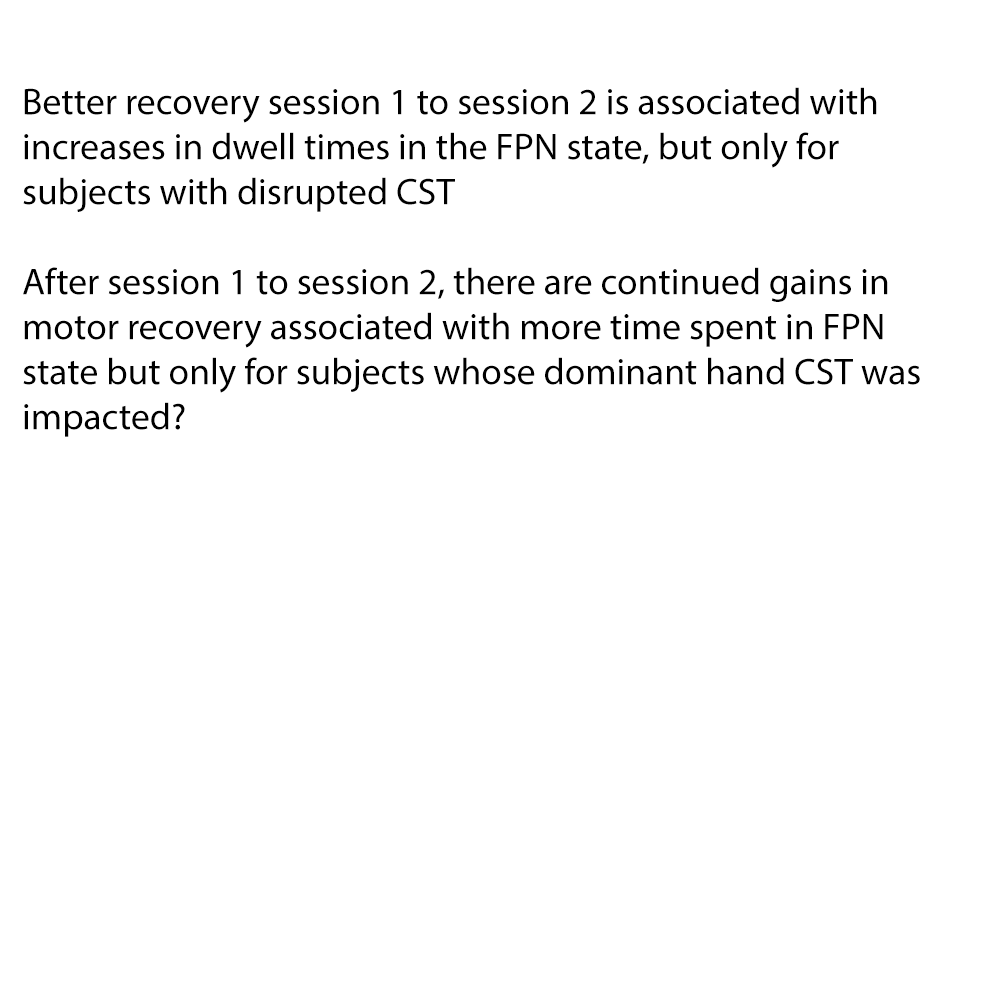 Better recovery session 1 to session 2 is associated with
increases in dwell times in the FPN state, but only for
subjects with disrupted CST
After session 1 to session 2, there are continued gains in
motor recovery associated with more time spent in FPN
state but only for subjects whose dominant hand CST was
impacted?